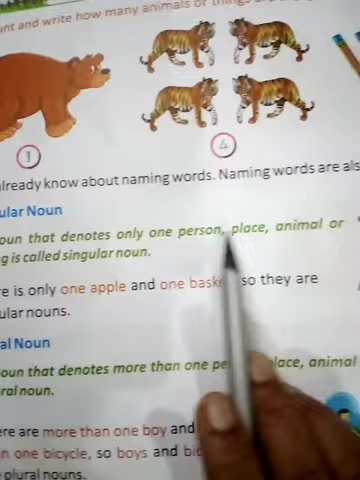 unt and write how many animals or things
1
4
already know about naming words. Naming words are als
ular Noun
oun that denotes only one person, place, animal or
g is called singular noun.
re is only one apple and one bask so they are
ular nouns.
al Noun
oun that denotes more than one pe lace, animal
ral noun.
ere are more than one boy and
n one bicycle, so boys and bic
plural nouns.